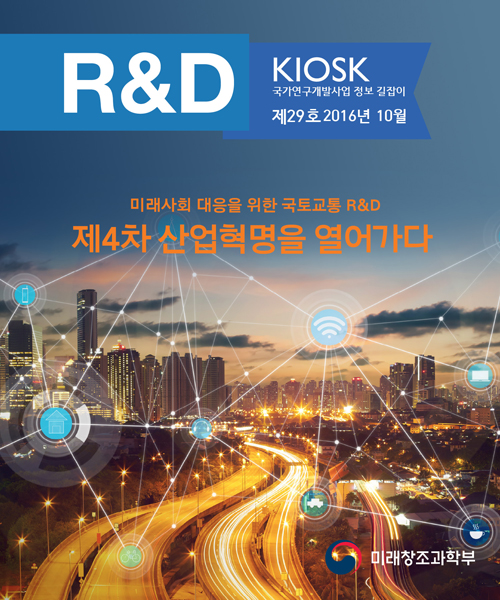 R&D
KIOSK
국가연구개발사업 정보 길잡이
제29호 2016년 10월
미래사회 대응을 위한 국토교통 R&D
제4차 산업혁명을 열어가다
미래창조과학부